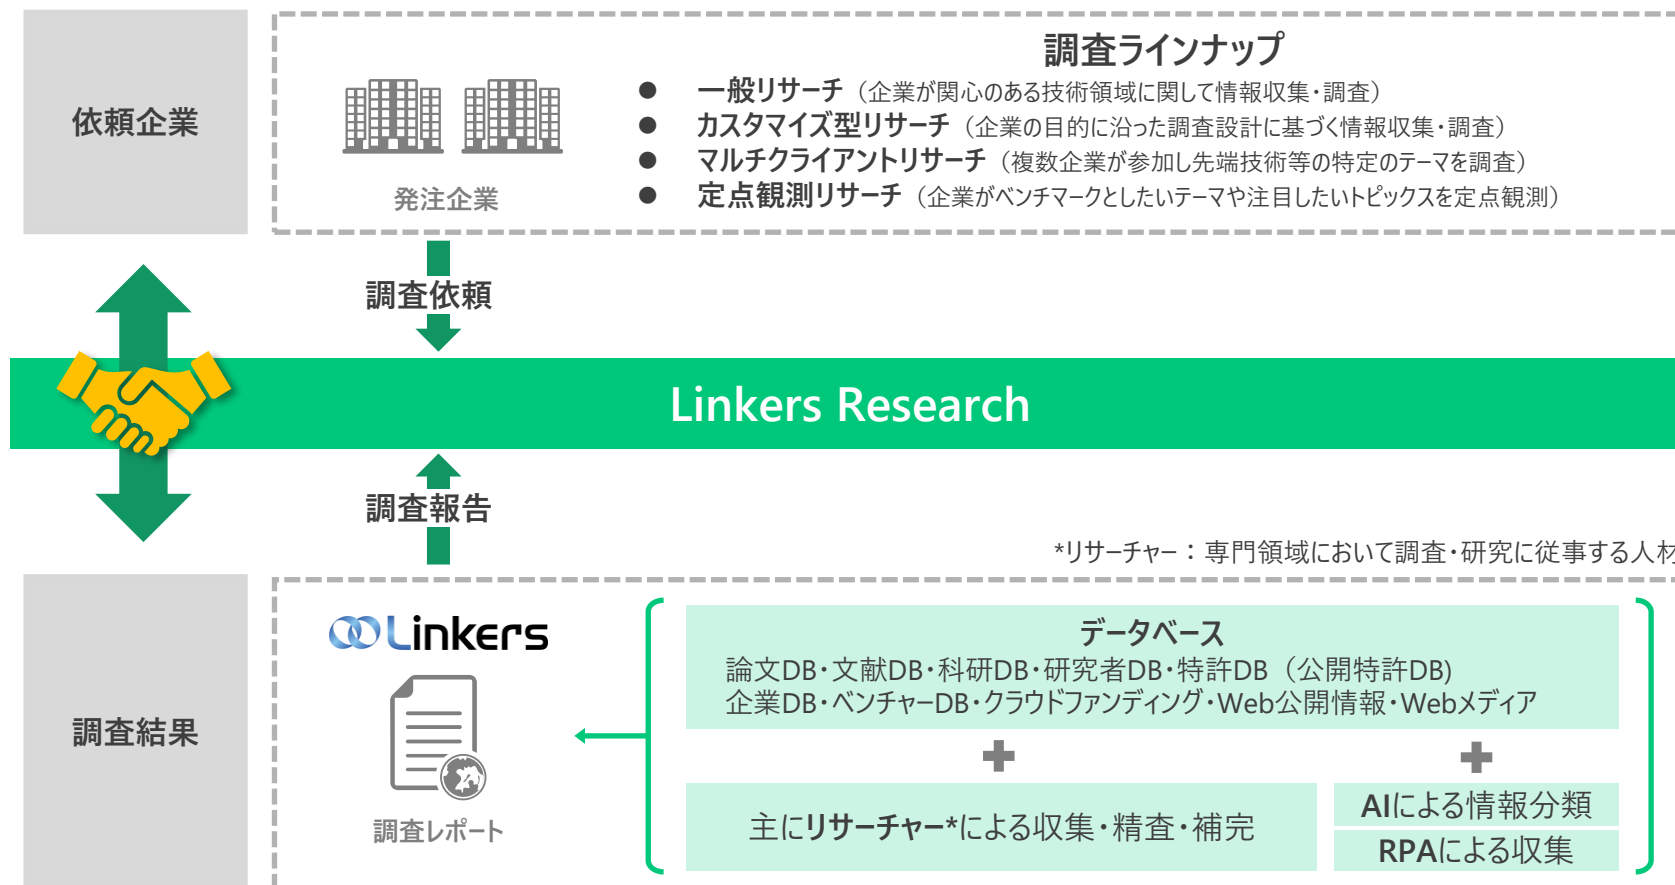 依頼企業
発注企業
調査ラインナップ
● 一般リサーチ（企業が関心のある技術領域に関して情報収集・調査）
● カスタマイズ型リサーチ（企業の目的に沿った調査設計に基づく情報収集・調査）
● マルチクライアントリサーチ（複数企業が参加し先端技術等の特定のテーマを調査）
● 定点観測リサーチ（企業がベンチマークとしたいテーマや注目したいトピックスを定点観測）
調査依頼
Linkers Research
調査報告
*リサーチャー：専門領域において調査・研究に従事する人材
調査結果
Linkers
調査レポート
データベース
論文DB・文献DB・科研DB・研究者DB・特許DB（公開特許DB)
企業DB・ベンチャーDB・クラウドファンディング・Web公開情報・Webメディア
主にリサーチャー*による収集・精査・補完
AIによる情報分類
RPAによる収集